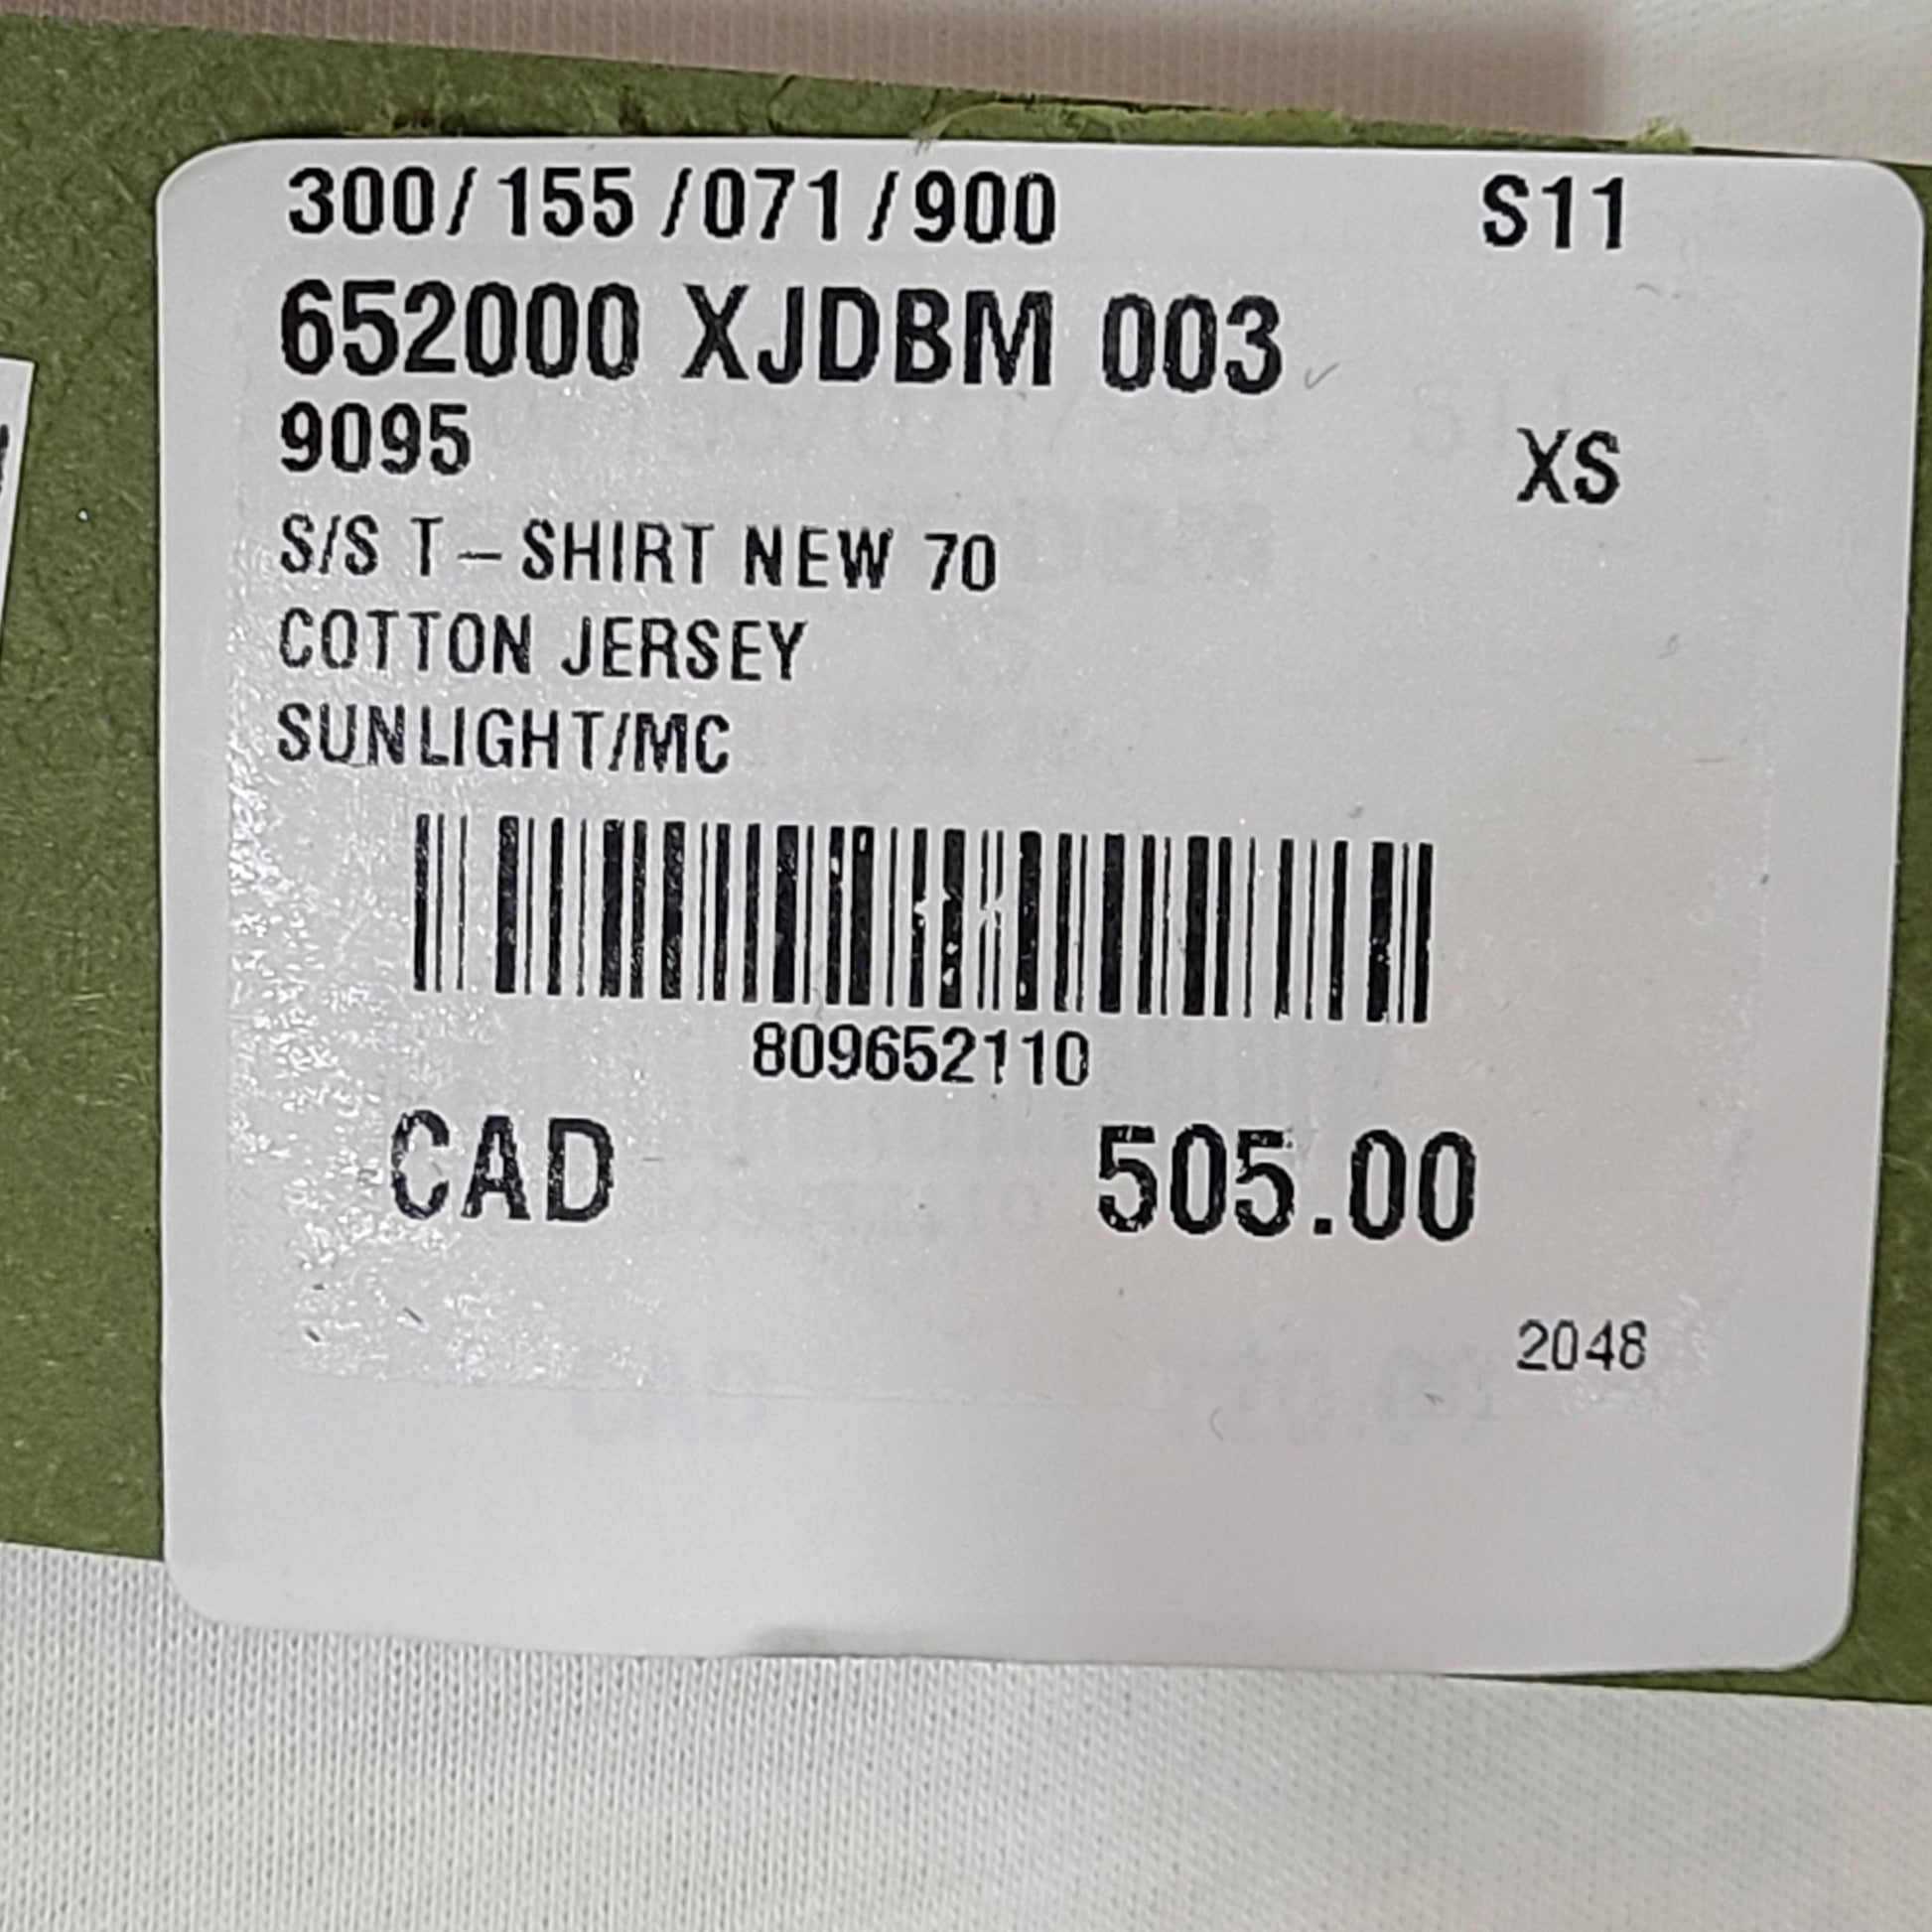 300/155/071/900 S11
652000 XJDBM 003
9095 XS
S/S T-SHIRT NEW 70
COTTON JERSEY
SUNLIGHT/MC
809652110
CAD 505.00
2048